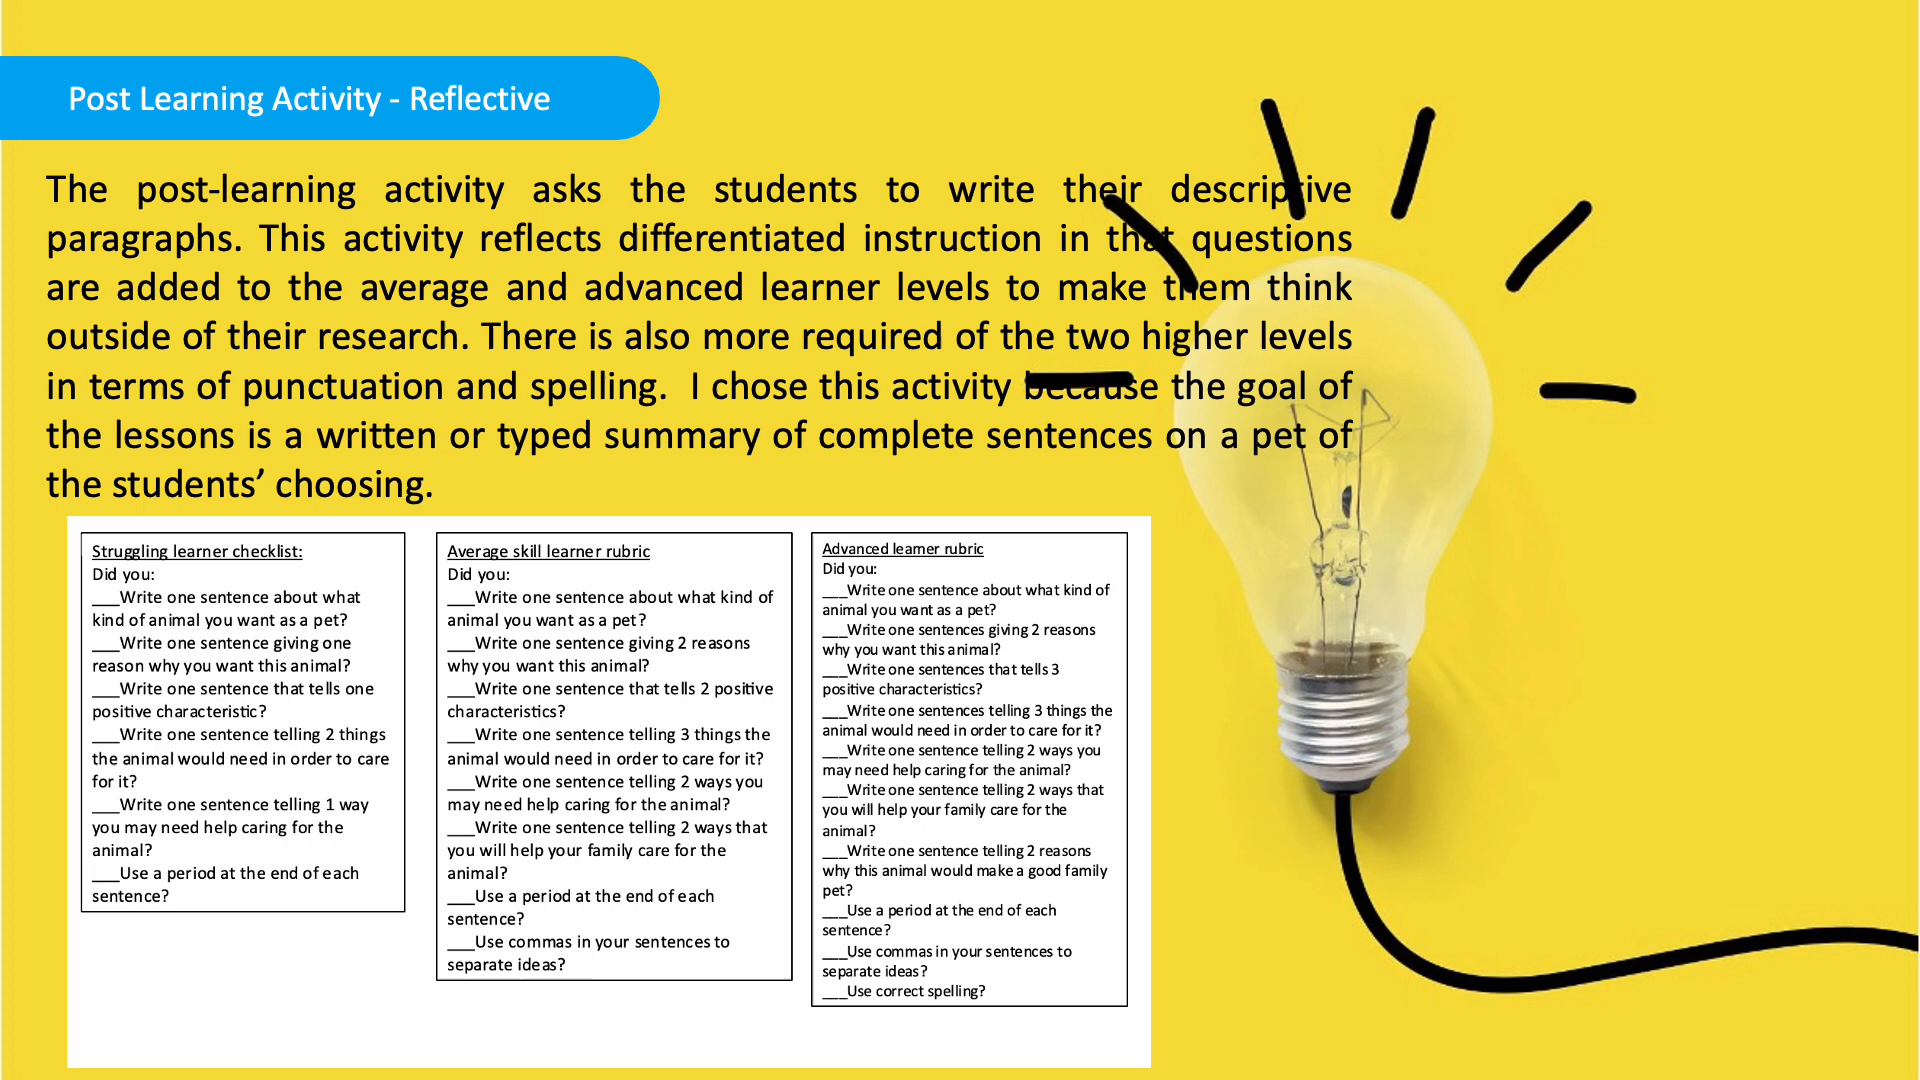 Post Learning Activity - Reflective
The post-learning activity asks the students to write their descriptive
paragraphs. This activity reflects differentiated instruction in that questions
are added to the average and advanced learner levels to make them think
outside of their research. There is also more required of the two higher levels
in terms of punctuation and spelling.  I chose this activity because the goal of
the lessons is a written or typed summary of complete sentences on a pet of
the students’ choosing.
Struggling learner checklist:
Did you:
___Write one sentence about what
kind of animal you want as a pet?
___Write one sentence giving one
reason why you want this animal?
___Write one sentence that tells one
positive characteristic?
___Write one sentence telling 2 things
the animal would need in order to care
for it?
___Write one sentence telling 1 way
you may need help caring for the
animal?
___Use a period at the end of each
sentence?
Average skill learner rubric
Did you:
___Write one sentence about what kind of
animal you want as a pet?
___Write one sentence giving 2 reasons
why you want this animal?
___Write one sentence that tells 2 positive
characteristics?
___Write one sentence telling 3 things the
animal would need in order to care for it?
___Write one sentence telling 2 ways you
may need help caring for the animal?
___Write one sentence telling 2 ways that
you will help your family care for the
animal?
___Use a period at the end of each
sentence?
___Use commas in your sentences to
separate ideas?
Advanced learner rubric
Did you:
___Write one sentence about what kind of
animal you want as a pet?
___Write one sentences giving 2 reasons
why you want this animal?
___Write one sentences that tells 3
positive characteristics?
___Write one sentences telling 3 things the
animal would need in order to care for it?
___Write one sentence telling 2 ways you
may need help caring for the animal?
___Write one sentence telling 2 ways that
you will help your family care for the
animal?
___Write one sentence telling 2 reasons
why this animal would make a good family
pet?
___Use a period at the end of each
sentence?
___Use commas in your sentences to
separate ideas?
___Use correct spelling?